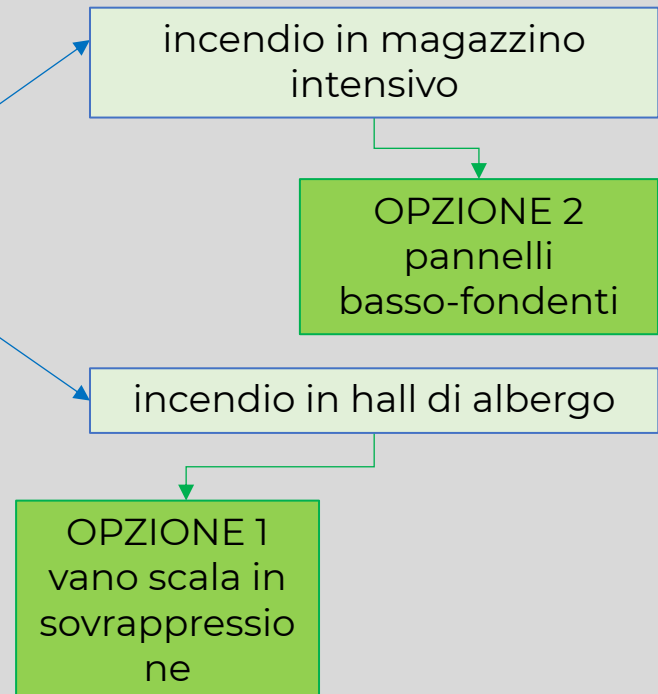 incendio in magazzino
intensivo
OPZIONE 2
pannelli
basso-fondenti
incendio in hall di albergo
OPZIONE 1
vano scala in
sovrappressio
ne